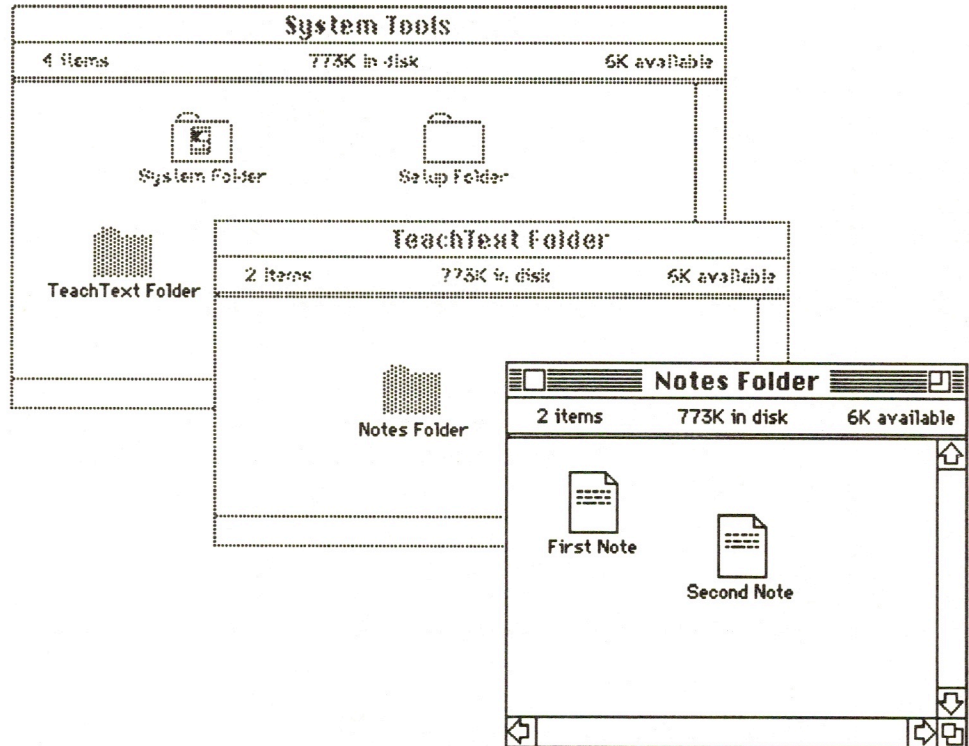 System Tools
4 items 773K in disk 6K available
System Folder Setup Folder
TeachText Folder
TeachText Folder
2 items 773K in disk 6K available
Notes Folder
Notes Folder
2 items 773K in disk 6K available
First Note
Second Note